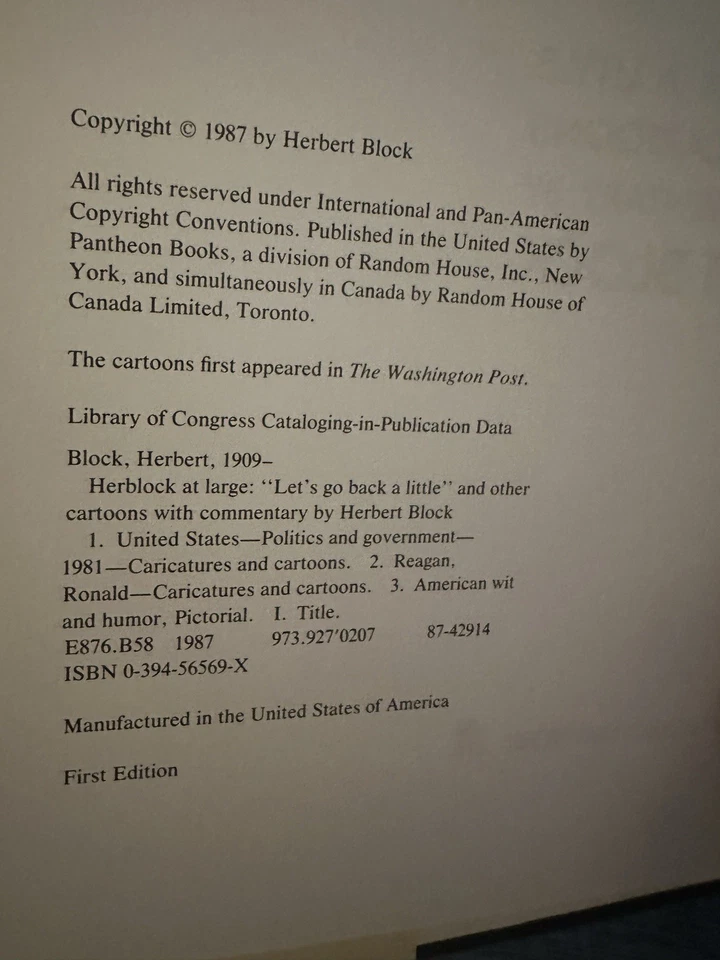 Copyright © 1987 by Herbert Block
All rights reserved under International and Pan-American
Copyright Conventions. Published in the United States by
Pantheon Books, a division of Random House, Inc., New
York, and simultaneously in Canada by Random House of
Canada Limited, Toronto.
The cartoons first appeared in The Washington Post.
Library of Congress Cataloging-in-Publication Data
Block, Herbert, 1909–
Herblock at large: “Let’s go back a little” and other
cartoons with commentary by Herbert Block
1. United States—Politics and government—
1981—Caricatures and cartoons. 2. Reagan,
Ronald—Caricatures and cartoons. 3. American wit
and humor, Pictorial. I. Title.
E876.B58 1987 973.927′0207 87-42914
ISBN 0-394-56569-X
Manufactured in the United States of America
First Edition